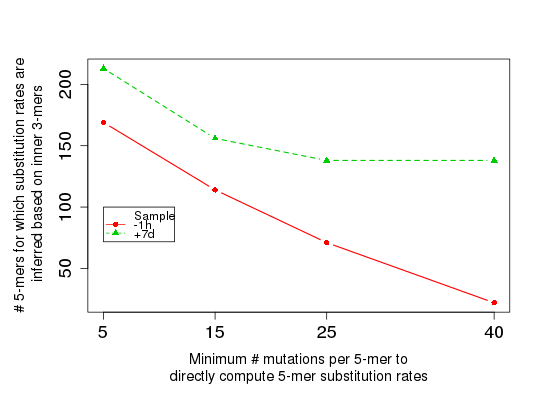 # 5-mers for which substitution rates are
inferred based on inner 3-mers
200
150
100
50
Sample
-1h
+7d
5 15 25 40
Minimum # mutations per 5-mer to
directly compute 5-mer substitution rates